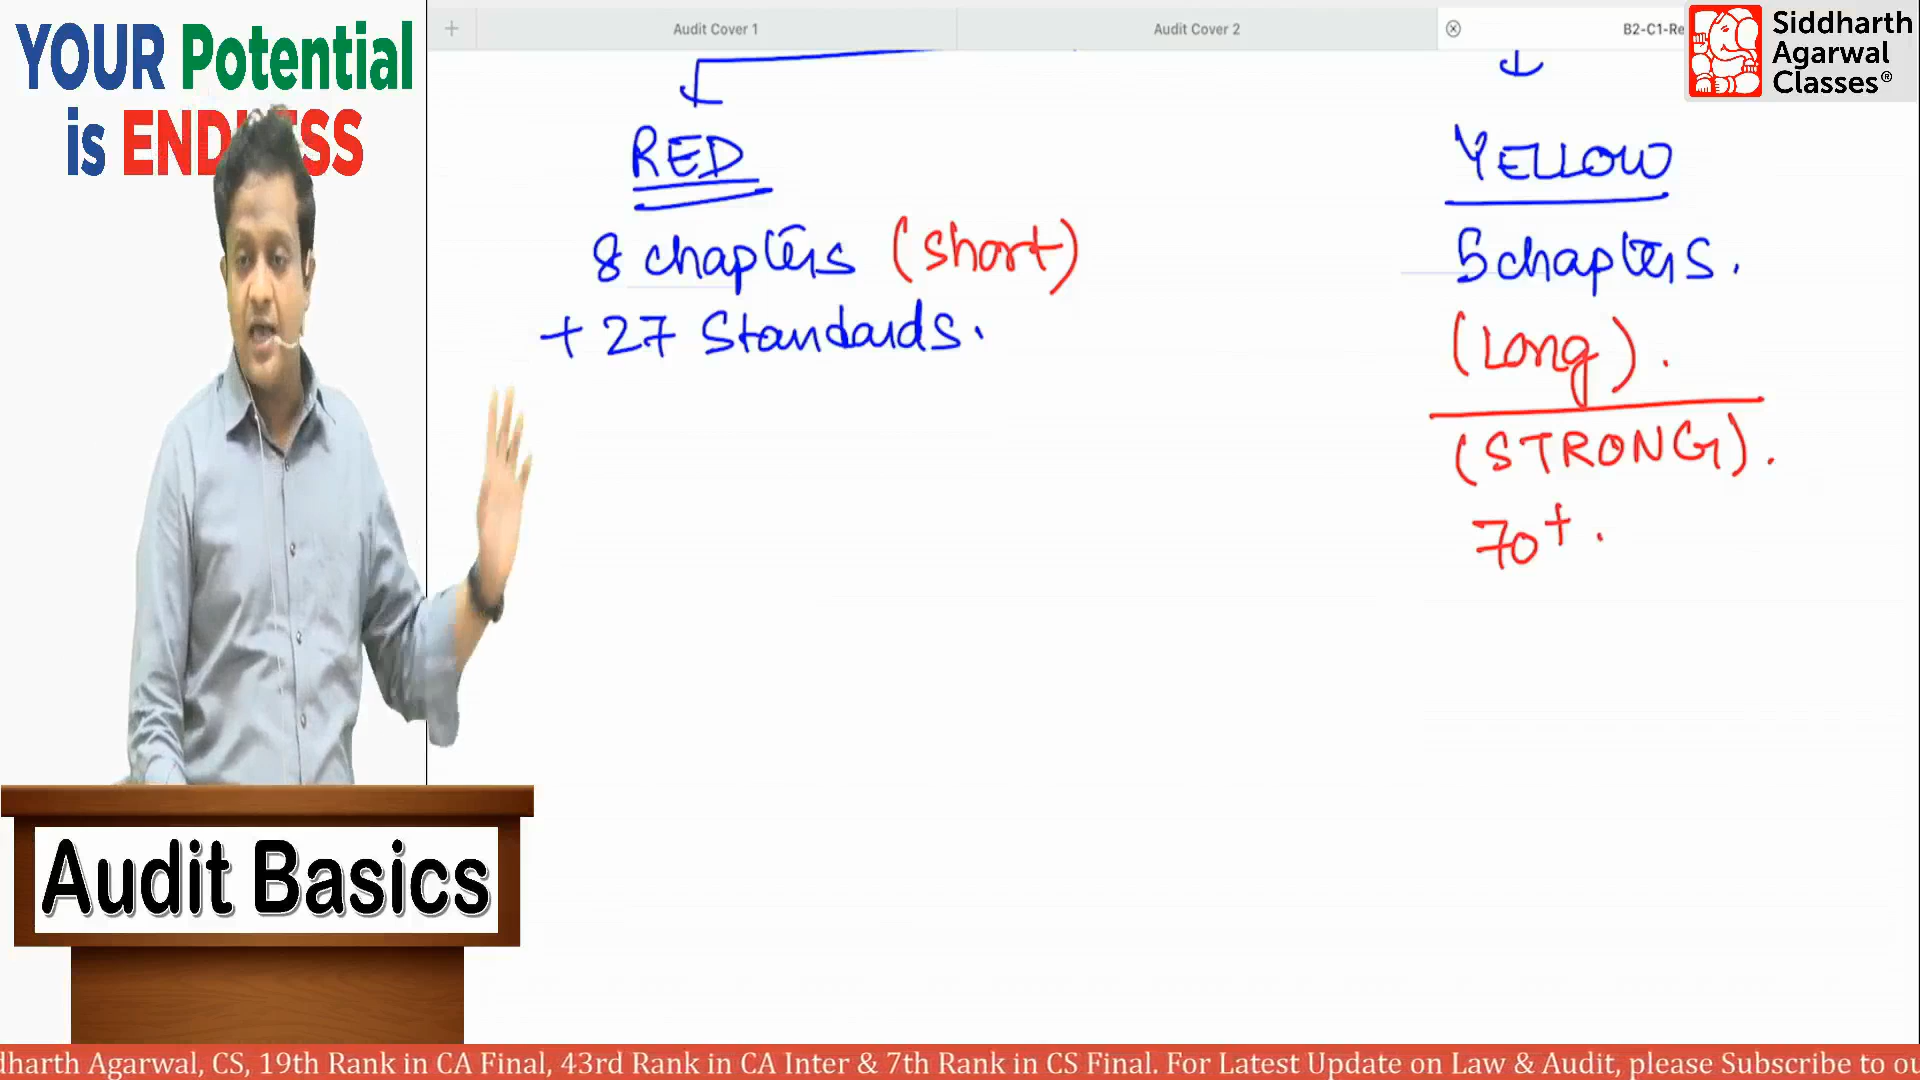 YOUR Potential
is ENDLESS
Audit Cover 1
Audit Cover 2
B2-C1-Re
Siddharth
Agarwal
Classes®
RED
8 chapters (short)
+ 27 Standards.
YELLOW
5 chapters.
(Long).
(STRONG).
70+.
Audit Basics
dharth Agarwal, CS, 19th Rank in CA Final, 43rd Rank in CA Inter & 7th Rank in CS Final. For Latest Update on Law & Audit, please Subscribe to ou